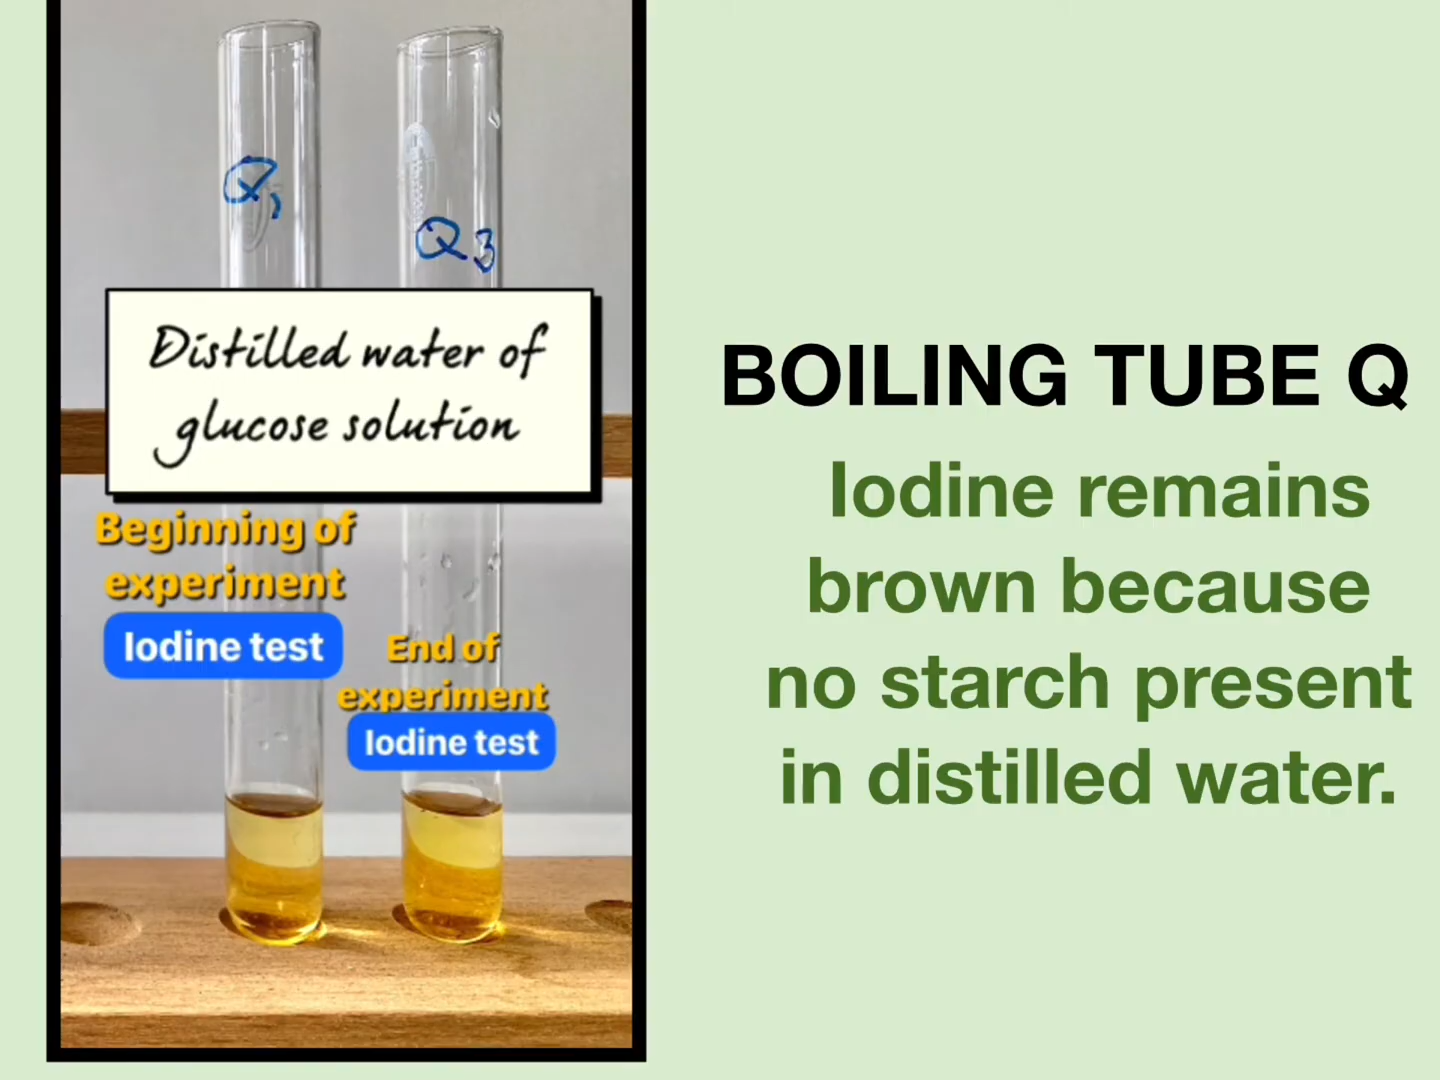 Q1
Q3
Distilled water of
glucose solution
Beginning of
experiment
Iodine test
End of
experiment
Iodine test
BOILING TUBE Q
Iodine remains
brown because
no starch present
in distilled water.